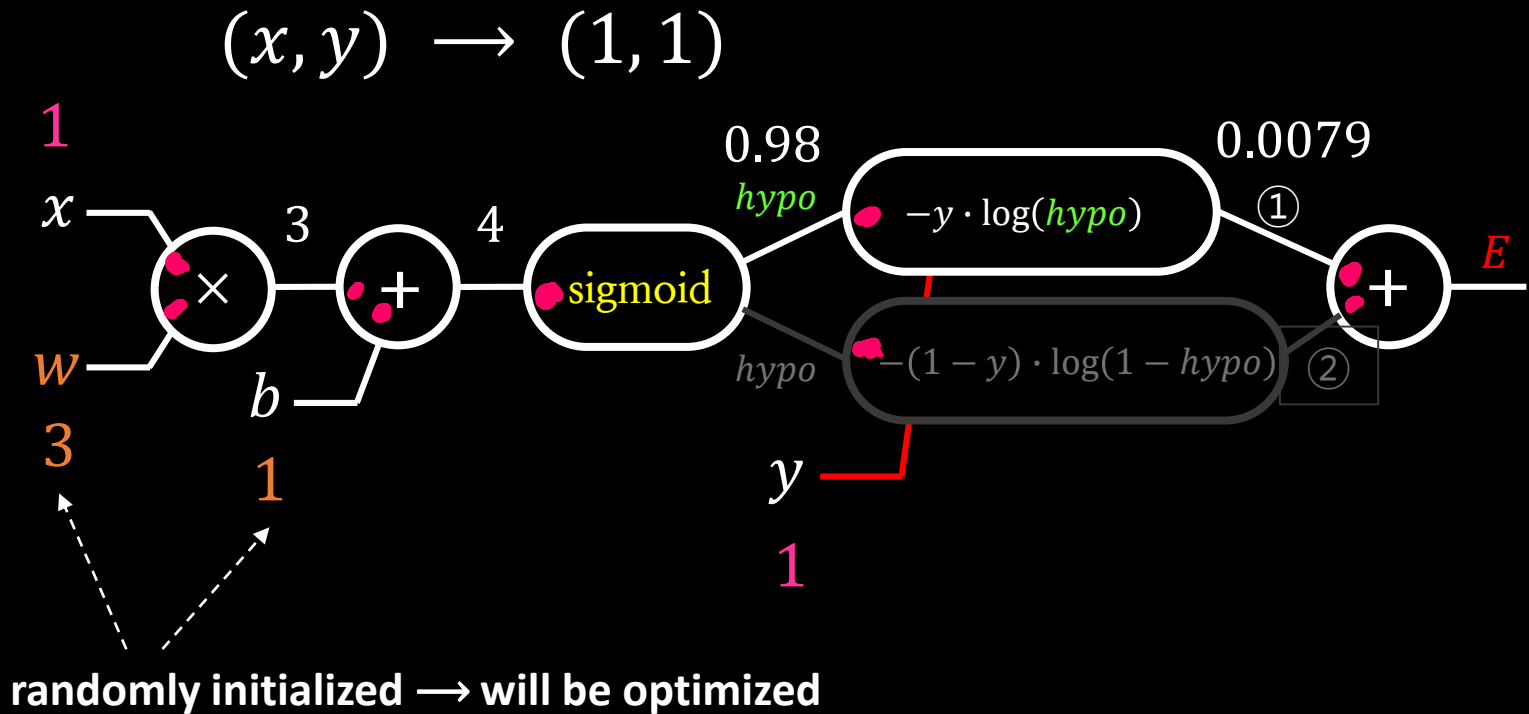 (x, y) ⟶ (1, 1)
1
x
×
w
3
3
+
b
1
4
sigmoid
0.98
hypo
−y · log(hypo)
0.0079
①
hypo
−(1 − y) · log(1 − hypo)
②
+
E
y
1
randomly initialized ⟶ will be optimized